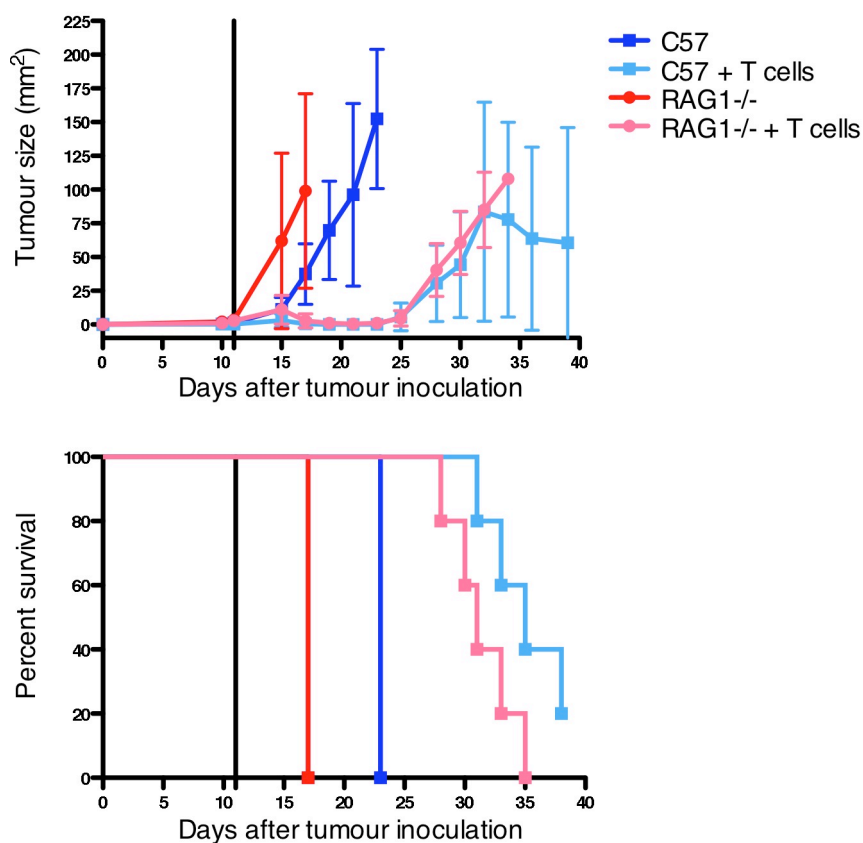 225
200
175
150
125
100
75
50
25
0
Tumour size (mm²)
0 10 15 20 25 30 35 40
Days after tumour inoculation
C57
C57 + T cells
RAG1-/-
RAG1-/- + T cells
100
80
60
40
20
0
Percent survival
0 5 10 15 20 25 30 35 40
Days after tumour inoculation